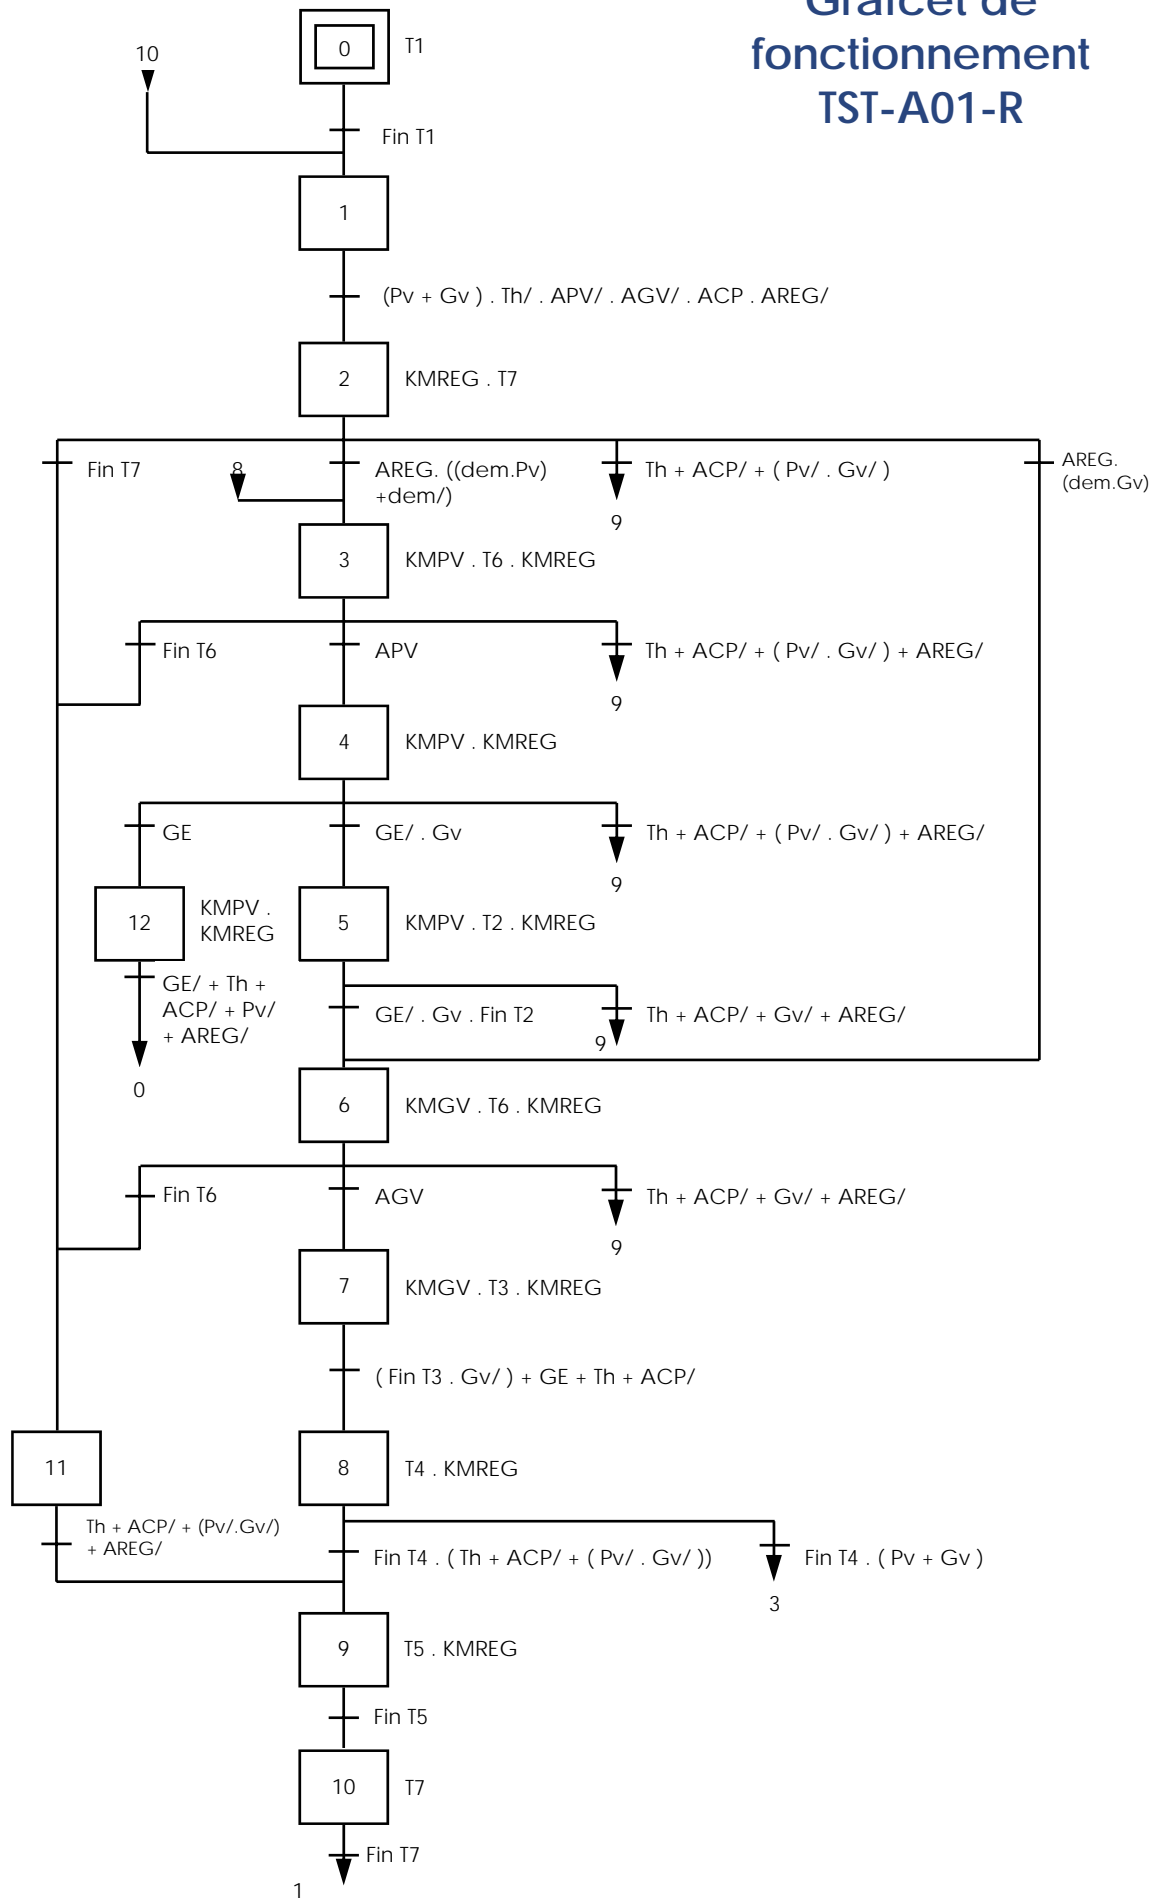 Grafcet de
fonctionnement
TST-A01-R
10
0
T1
Fin T1
1
(Pv + Gv ) . Th/ . APV/ . AGV/ . ACP . AREG/
2
KMREG . T7
Fin T7
8
AREG. ((dem.Pv)
+dem/)
Th + ACP/ + ( Pv/ . Gv/ )
9
AREG.
(dem.Gv)
3
KMPV . T6 . KMREG
Fin T6
APV
Th + ACP/ + ( Pv/ . Gv/ ) + AREG/
9
4
KMPV . KMREG
GE
GE/ . Gv
Th + ACP/ + ( Pv/ . Gv/ ) + AREG/
9
12
KMPV .
KMREG
5
KMPV . T2 . KMREG
GE/ + Th +
ACP/ + Pv/
+ AREG/
0
GE/ . Gv . Fin T2
Th + ACP/ + Gv/ + AREG/
9
6
KMGV . T6 . KMREG
Fin T6
AGV
Th + ACP/ + Gv/ + AREG/
9
7
KMGV . T3 . KMREG
( Fin T3 . Gv/ ) + GE + Th + ACP/
11
8
T4 . KMREG
Th + ACP/ + (Pv/.Gv/)
+ AREG/
Fin T4 . ( Th + ACP/ + ( Pv/ . Gv/ ))
Fin T4 . ( Pv + Gv )
3
9
T5 . KMREG
Fin T5
10
T7
Fin T7
1